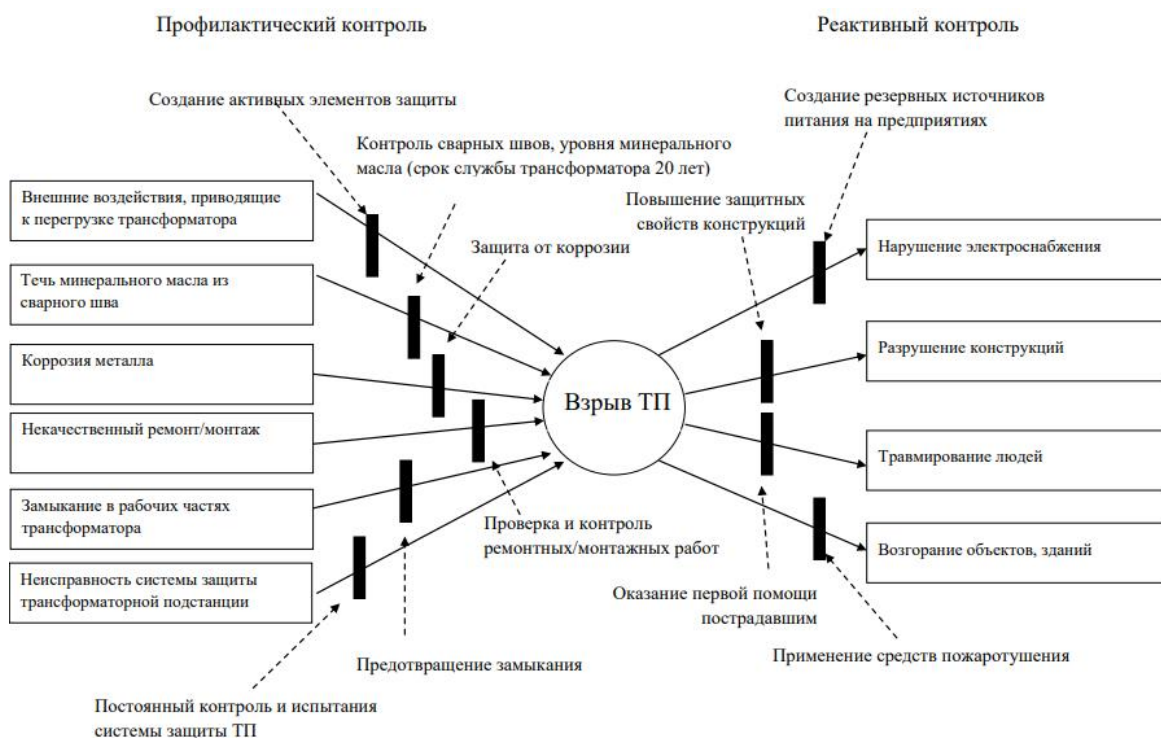 Профилактический контроль
Реактивный контроль
Создание активных элементов защиты
Создание резервных источников
питания на предприятиях
Контроль сварных швов, уровня минерального
масла (срок службы трансформатора 20 лет)
Внешние воздействия, приводящие
к перегрузке трансформатора
Повышение защитных
свойств конструкций
Защита от коррозии
Нарушение электроснабжения
Течь минерального масла из
сварного шва
Коррозия металла
Разрушение конструкций
Взрыв ТП
Некачественный ремонт/монтаж
Травмирование людей
Замыкание в рабочих частях
трансформатора
Проверка и контроль
ремонтных/монтажных работ
Возгорание объектов, зданий
Неисправность системы защиты
трансформаторной подстанции
Оказание первой помощи
пострадавшим
Предотвращение замыкания
Применение средств пожаротушения
Постоянный контроль и испытания
системы защиты ТП